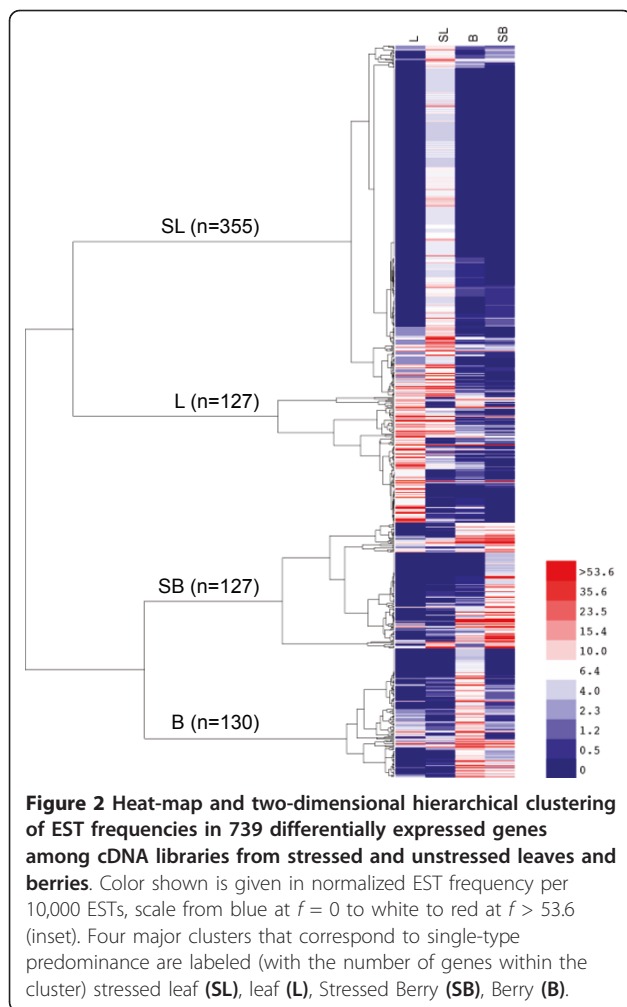 L SL B SB
SL (n=355)
L (n=127)
SB (n=127)
B (n=130)
>53.6
35.6
23.5
15.4
10.0
6.4
4.0
2.3
1.2
0.5
0
Figure 2 Heat-map and two-dimensional hierarchical clustering
of EST frequencies in 739 differentially expressed genes
among cDNA libraries from stressed and unstressed leaves and
berries. Color shown is given in normalized EST frequency per
10,000 ESTs, scale from blue at f = 0 to white to red at f > 53.6
(inset). Four major clusters that correspond to single-type
predominance are labeled (with the number of genes within the
cluster) stressed leaf (SL), leaf (L), Stressed Berry (SB), Berry (B).